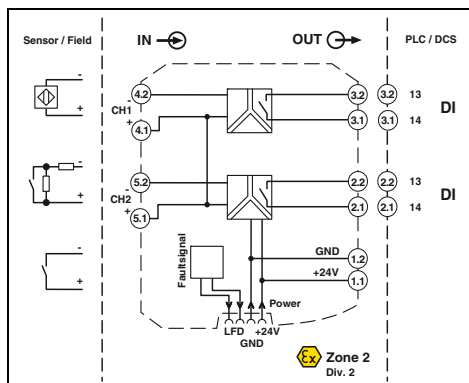 Sensor / Field
IN
OUT
PLC / DCS
-
+
4.2
-
CH1
+
4.1
3.2
3.1
3.2
13
3.1
14
DI
-
+
5.2
-
CH2
+
5.1
2.2
2.1
2.2
13
2.1
14
DI
-
+
Faultsignal
GND
1.2
+24V
1.1
Power
LFD
+24V
GND
Ex
Zone 2
Div. 2